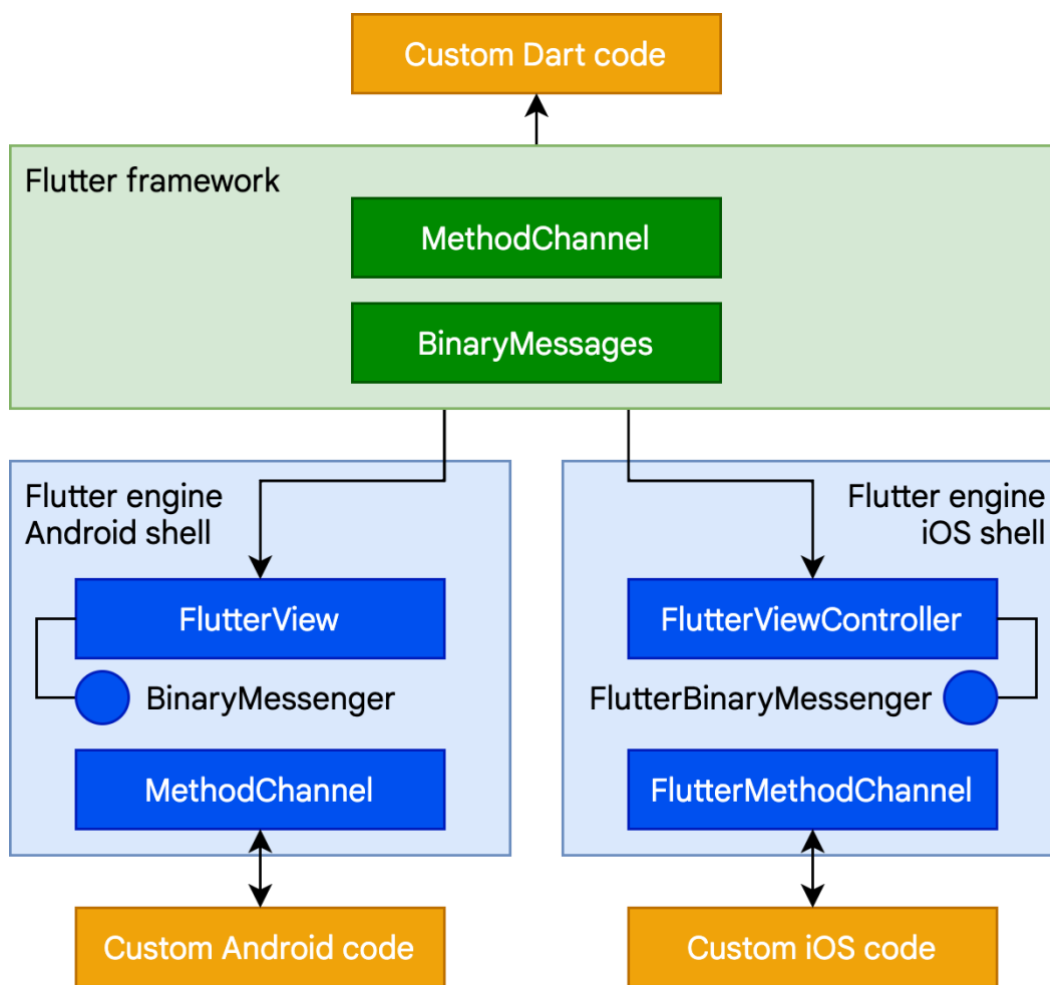 Custom Dart code
Flutter framework
MethodChannel
BinaryMessages
Flutter engine
Android shell
FlutterView
BinaryMessenger
MethodChannel
Custom Android code
Flutter engine
iOS shell
FlutterViewController
FlutterBinaryMessenger
FlutterMethodChannel
Custom iOS code